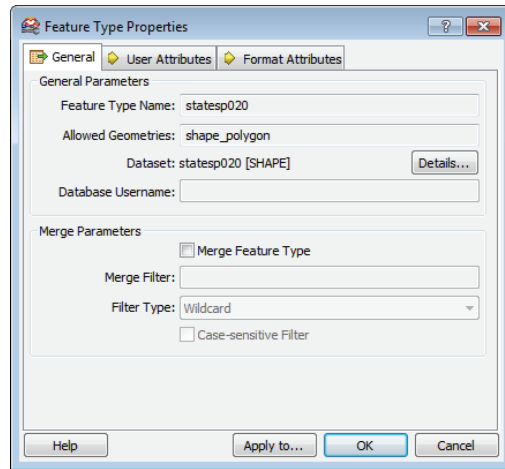 Feature Type Properties
General User Attributes Format Attributes
General Parameters
Feature Type Name: statesp020
Allowed Geometries: shape_polygon
Dataset: statesp020 [SHAPE] Details...
Database Username:
Merge Parameters
Merge Feature Type
Merge Filter:
Filter Type: Wildcard
Case-sensitive Filter
Help Apply to... OK Cancel